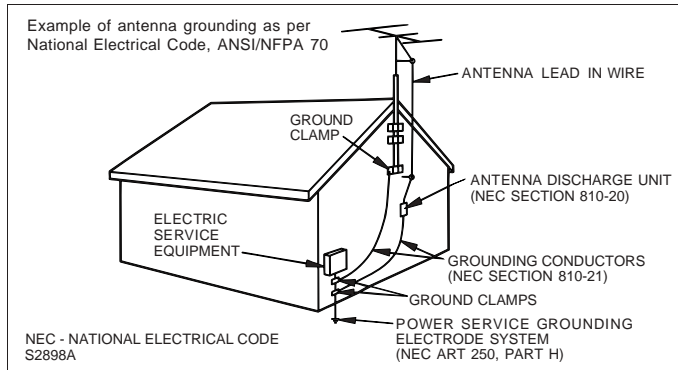 Example of antenna grounding as per
National Electrical Code, ANSI/NFPA 70
ANTENNA LEAD IN WIRE
GROUND
CLAMP
ANTENNA DISCHARGE UNIT
(NEC SECTION 810-20)
ELECTRIC
SERVICE
EQUIPMENT
GROUNDING CONDUCTORS
(NEC SECTION 810-21)
GROUND CLAMPS
POWER SERVICE GROUNDING
ELECTRODE SYSTEM
(NEC ART 250, PART H)
NEC - NATIONAL ELECTRICAL CODE
S2898A